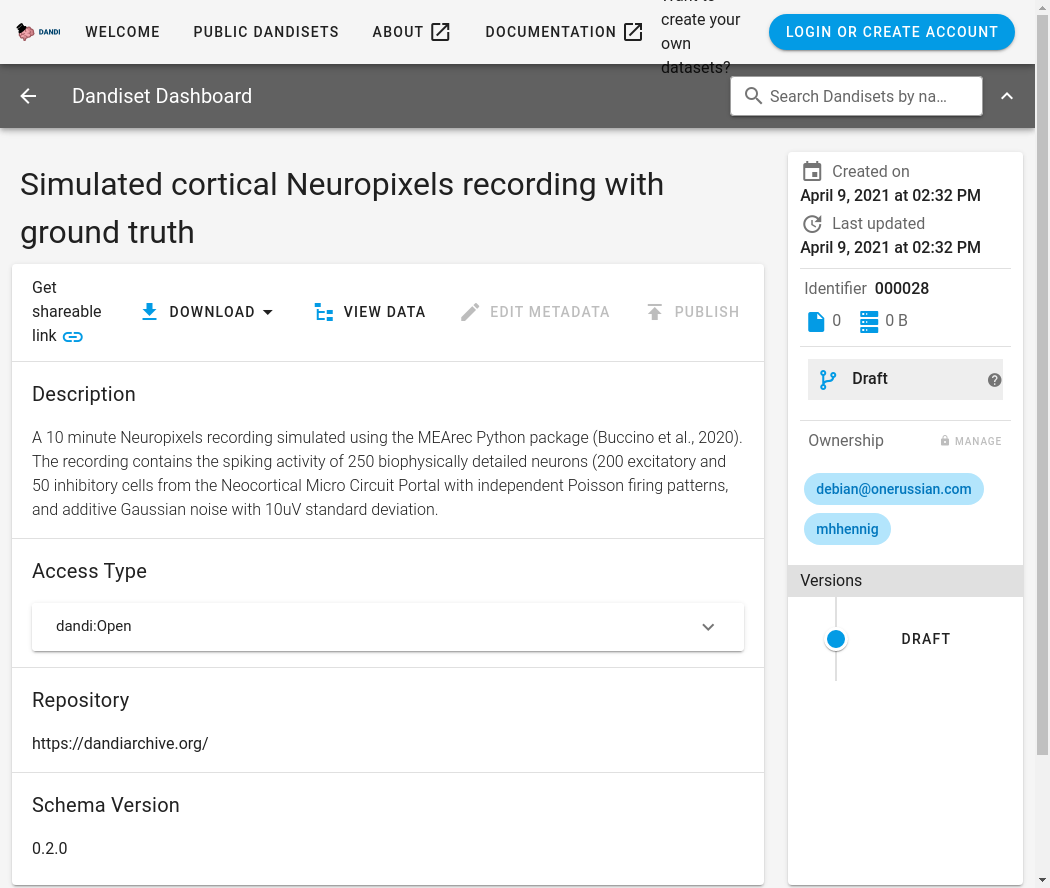 DANDI
WELCOME
PUBLIC DANDISETS
ABOUT
DOCUMENTATION
create your
own
datasets?
LOGIN OR CREATE ACCOUNT
Dandiset Dashboard
Search Dandisets by na...
Simulated cortical Neuropixels recording with
ground truth
Get
shareable
link
DOWNLOAD
VIEW DATA
EDIT METADATA
PUBLISH
Description
A 10 minute Neuropixels recording simulated using the MEArec Python package (Buccino et al., 2020).
The recording contains the spiking activity of 250 biophysically detailed neurons (200 excitatory and
50 inhibitory cells from the Neocortical Micro Circuit Portal with independent Poisson firing patterns,
and additive Gaussian noise with 10uV standard deviation.
Access Type
dandi:Open
Repository
https://dandiarchive.org/
Schema Version
0.2.0
Created on
April 9, 2021 at 02:32 PM
Last updated
April 9, 2021 at 02:32 PM
Identifier 000028
0 0 B
Draft
Ownership MANAGE
debian@onerussian.com
mhhennig
Versions
DRAFT